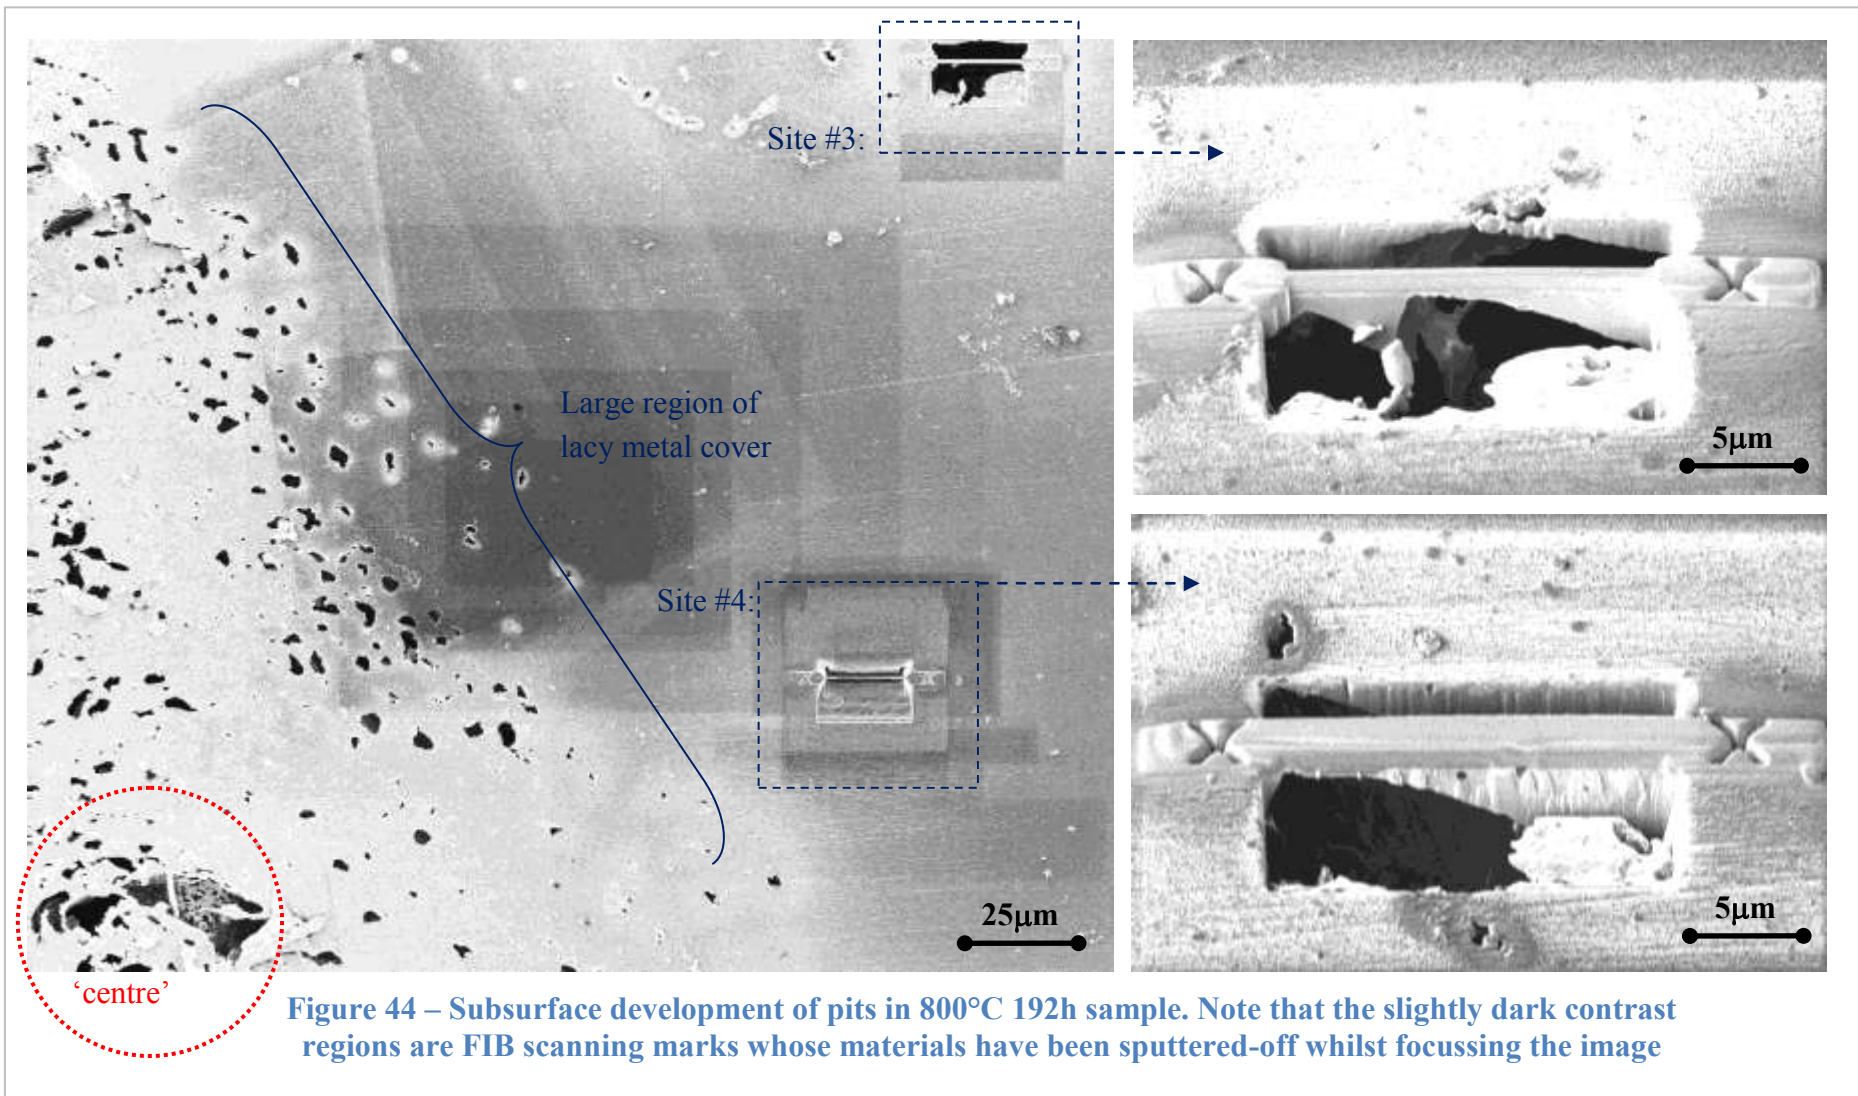 Site #3:
Large region of
lacy metal cover
Site #4:
25μm
5μm
5μm
‘centre’
Figure 44 – Subsurface development of pits in 800°C 192h sample. Note that the slightly dark contrast
regions are FIB scanning marks whose materials have been sputtered-off whilst focussing the image